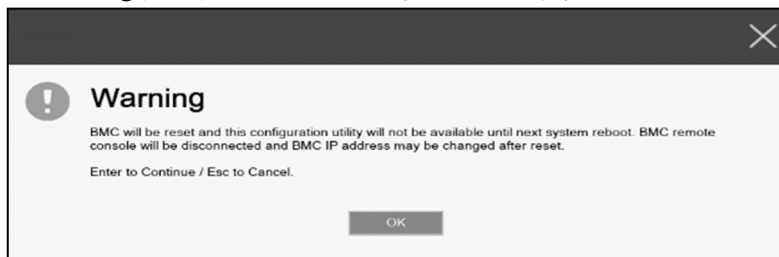 Warning
BMC will be reset and this configuration utility will not be available until next system reboot. BMC remote
console will be disconnected and BMC IP address may be changed after reset.
Enter to Continue / Esc to Cancel.
OK